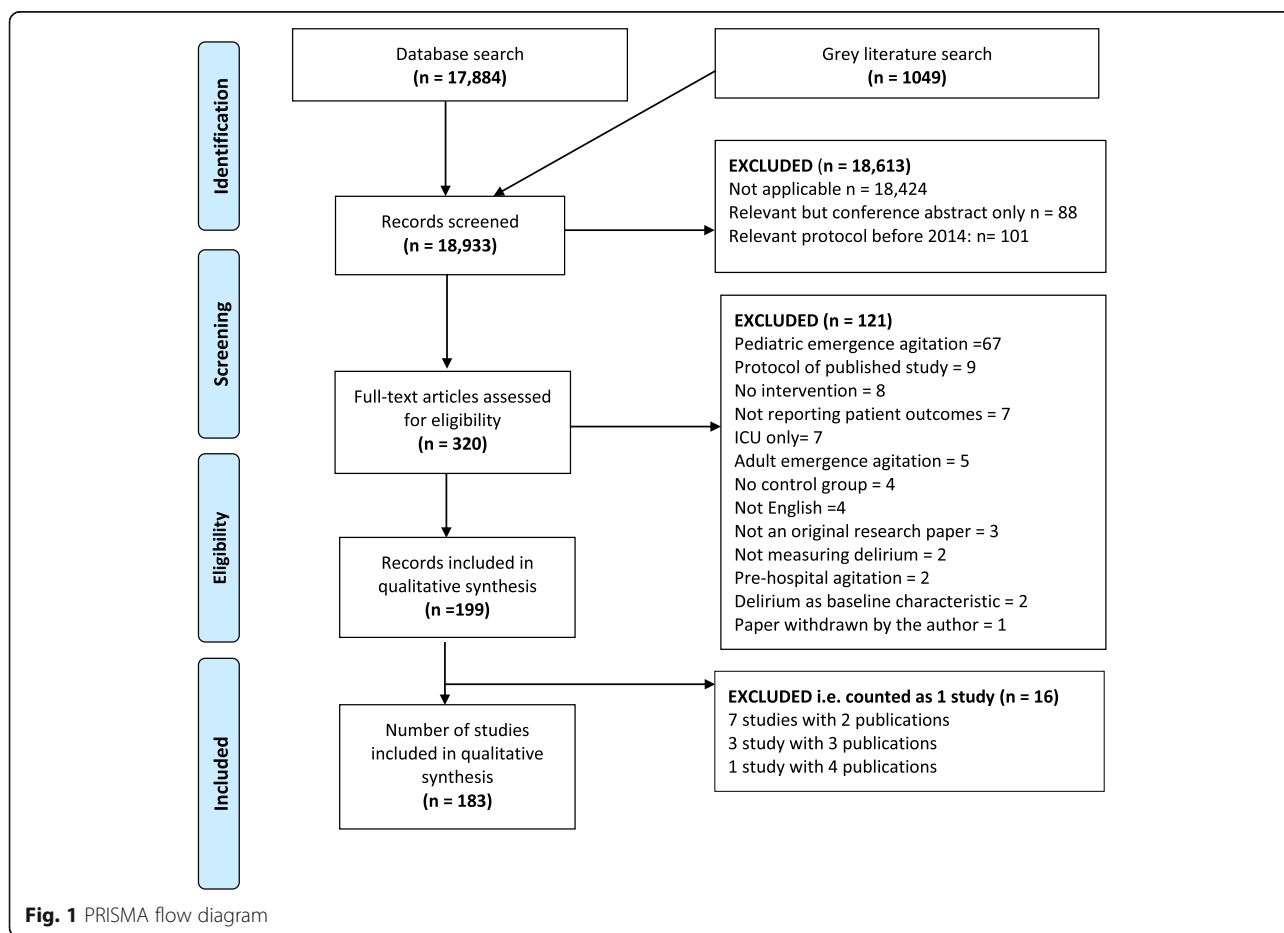 Identification
Screening
Eligibility
Included
Database search
(n = 17,884)
Grey literature search
(n = 1049)
Records screened
(n = 18,933)
EXCLUDED (n = 18,613)
Not applicable n = 18,424
Relevant but conference abstract only n = 88
Relevant protocol before 2014: n= 101
Full-text articles assessed
for eligibility
(n = 320)
EXCLUDED (n = 121)
Pediatric emergence agitation =67
Protocol of published study = 9
No intervention = 8
Not reporting patient outcomes = 7
ICU only= 7
Adult emergence agitation = 5
No control group = 4
Not English =4
Not an original research paper = 3
Not measuring delirium = 2
Pre-hospital agitation = 2
Delirium as baseline characteristic = 2
Paper withdrawn by the author = 1
Records included in
qualitative synthesis
(n =199)
EXCLUDED i.e. counted as 1 study (n = 16)
7 studies with 2 publications
3 study with 3 publications
1 study with 4 publications
Number of studies
included in qualitative
synthesis
(n = 183)
Fig. 1 PRISMA flow diagram